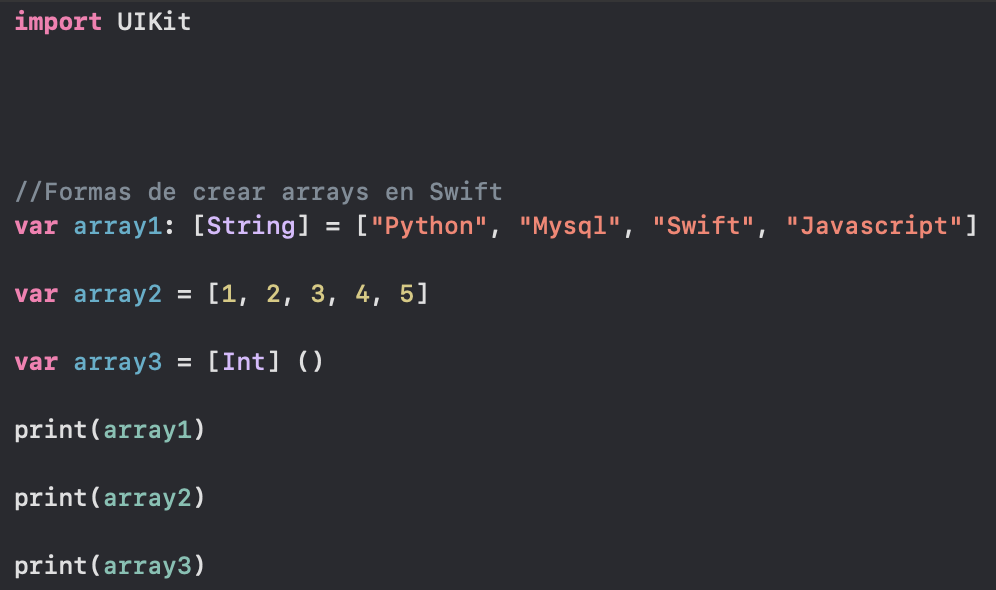 import UIKit
//Formas de crear arrays en Swift
var array1: [String] = ["Python", "Mysql", "Swift", "Javascript"]
var array2 = [1, 2, 3, 4, 5]
var array3 = [Int] ()
print(array1)
print(array2)
print(array3)